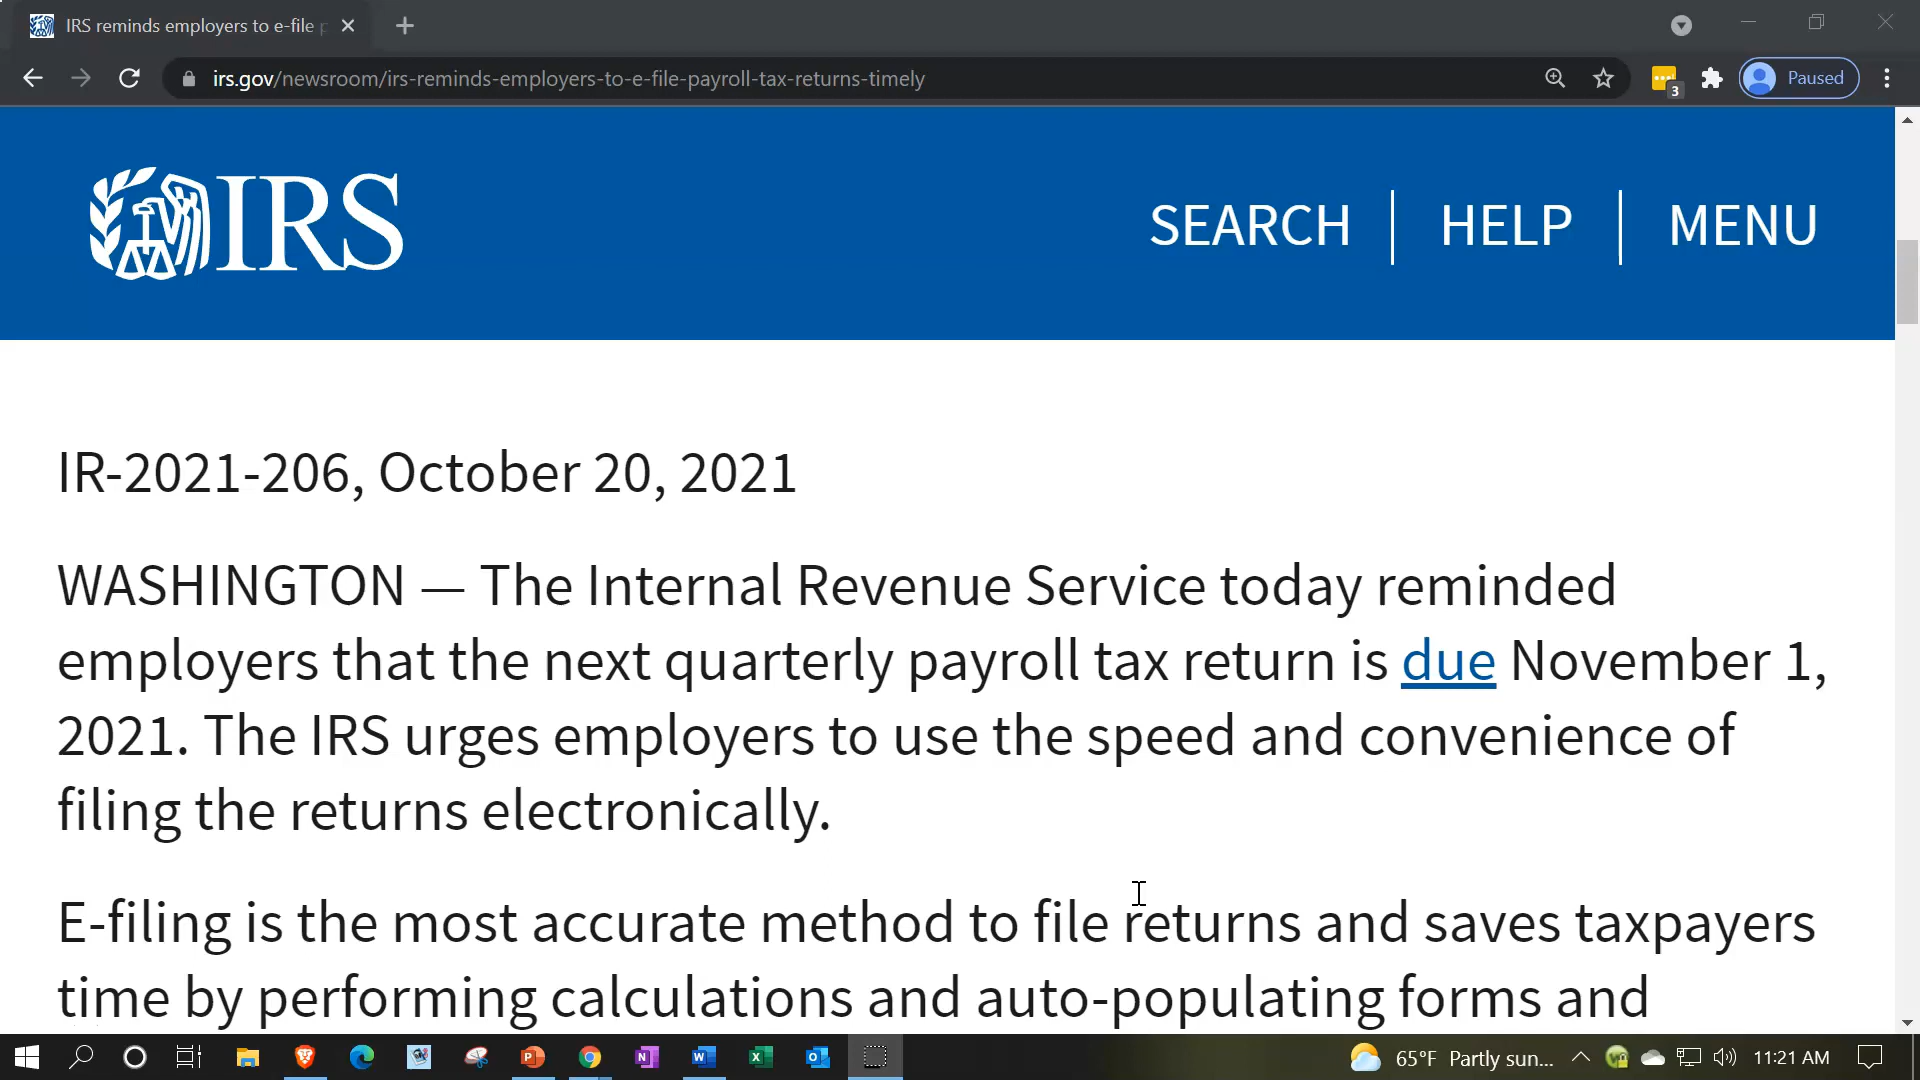 IRS reminds employers to e-file
irs.gov/newsroom/irs-reminds-employers-to-e-file-payroll-tax-returns-timely
3
Paused
IRS
SEARCH
HELP
MENU
IR-2021-206, October 20, 2021
WASHINGTON — The Internal Revenue Service today reminded
employers that the next quarterly payroll tax return is due November 1,
2021. The IRS urges employers to use the speed and convenience of
filing the returns electronically.
E-filing is the most accurate method to file returns and saves taxpayers
time by performing calculations and auto-populating forms and
65°F Partly sun...
11:21 AM